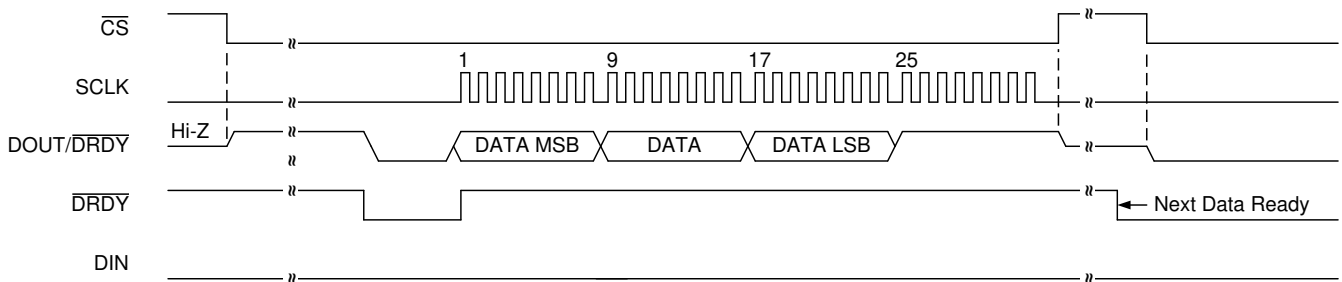 CS
1 9 17 25
SCLK
Hi-Z
DOUT/DRDY DATA MSB DATA DATA LSB
DRDY Next Data Ready
DIN